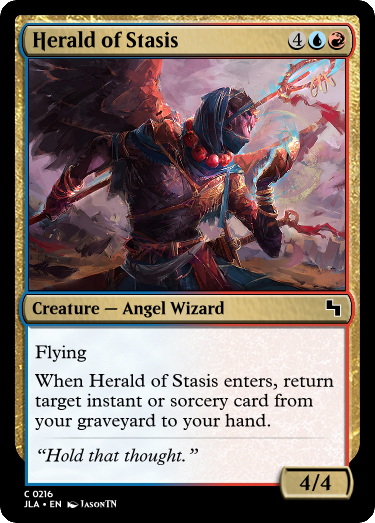 Herald of Stasis 4
Creature — Angel Wizard
Flying
When Herald of Stasis enters, return
target instant or sorcery card from
your graveyard to your hand.
“Hold that thought.”
4/4
C 0216
JLA • EN JASONTN